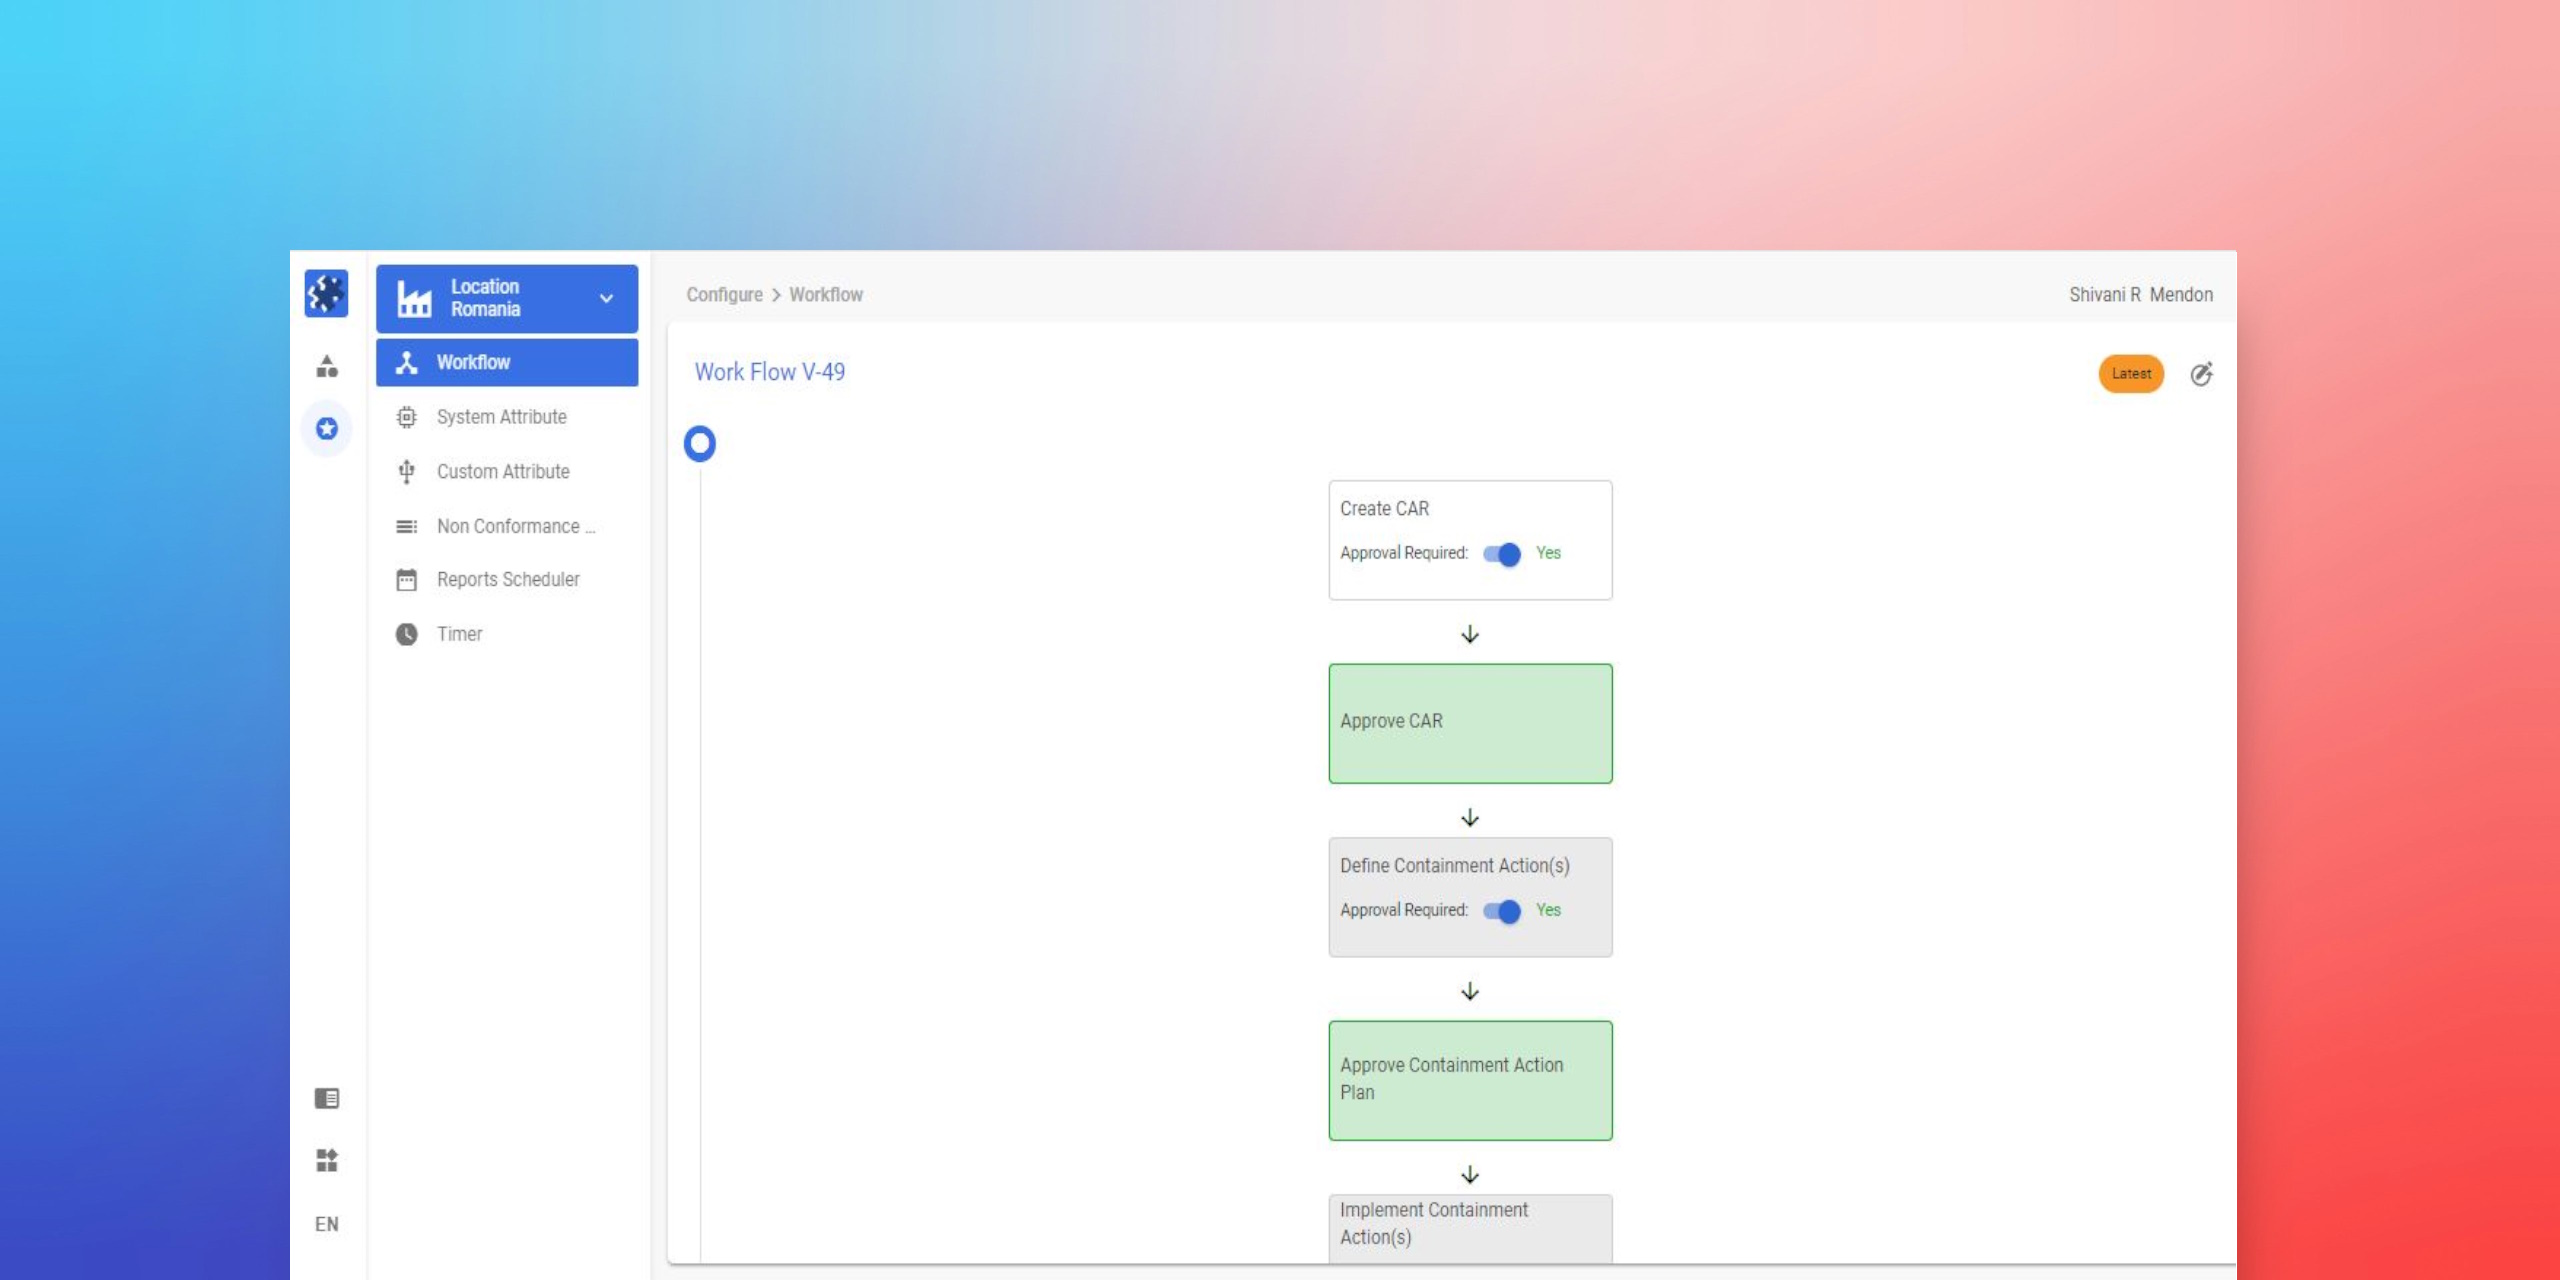 Location
Romania
Workflow
System Attribute
Custom Attribute
Non Conformance ...
Reports Scheduler
Timer
EN
Configure > Workflow
Shivani R Mendon
Work Flow V-49
Latest
Create CAR
Approval Required: Yes
Approve CAR
Define Containment Action(s)
Approval Required: Yes
Approve Containment Action
Plan
Implement Containment
Action(s)